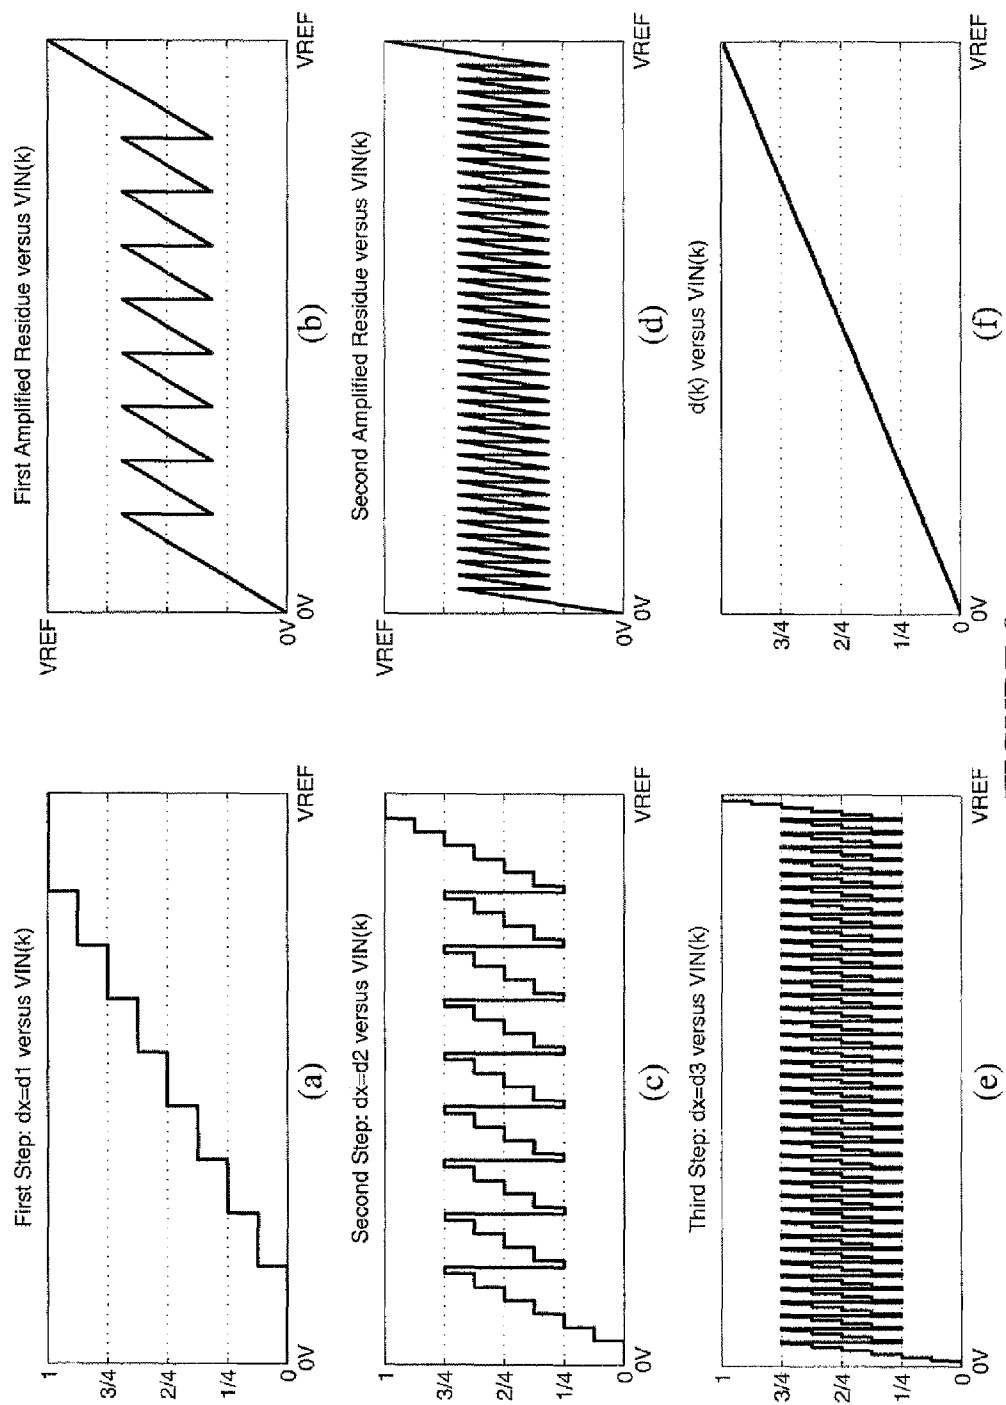 First Step: dx=d1 versus VIN(k)
1
3/4
2/4
1/4
0
0V
VREF
(a)
First Amplified Residue versus VIN(k)
VREF
0V
0V
VREF
(b)
Second Step: dx=d2 versus VIN(k)
1
3/4
2/4
1/4
0
0V
VREF
(c)
Second Amplified Residue versus VIN(k)
VREF
0V
0V
VREF
(d)
Third Step: dx=d3 versus VIN(k)
1
3/4
2/4
1/4
0
0V
VREF
(e)
d(k) versus VIN(k)
3/4
2/4
1/4
0
0V
VREF
(f)